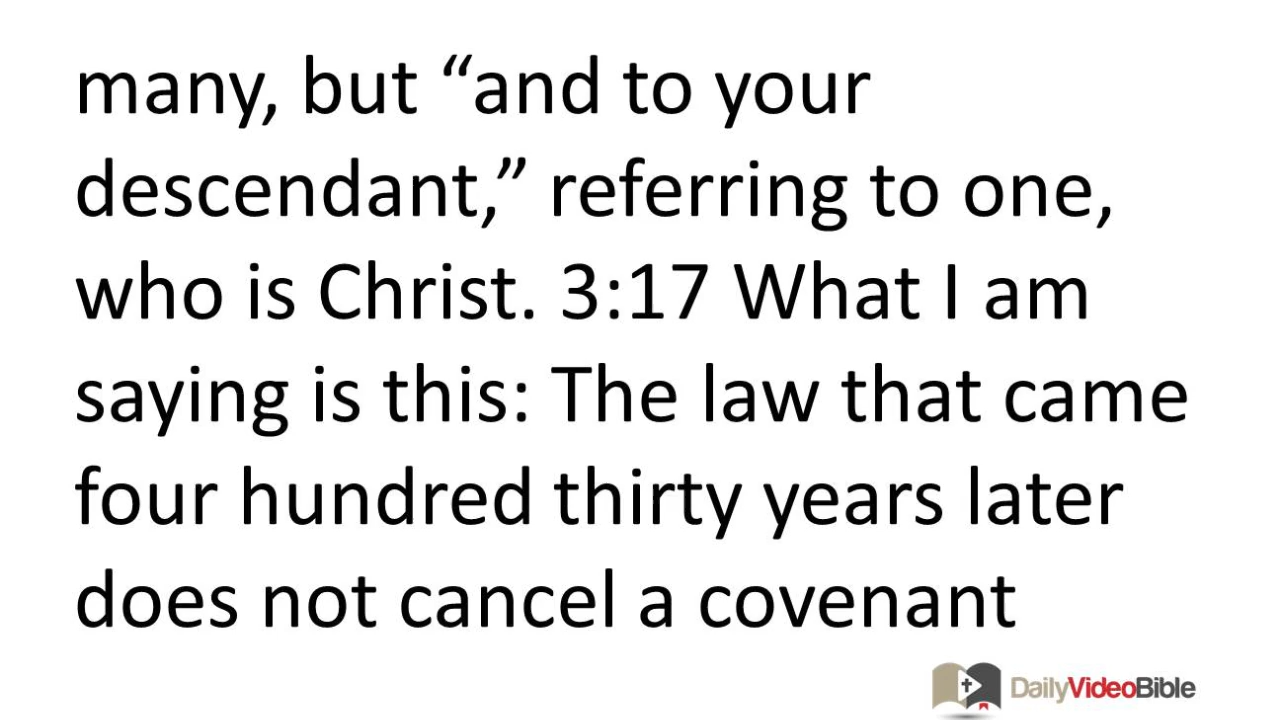 many, but “and to your
descendant,” referring to one,
who is Christ. 3:17 What I am
saying is this: The law that came
four hundred thirty years later
does not cancel a covenant
DailyVideoBible